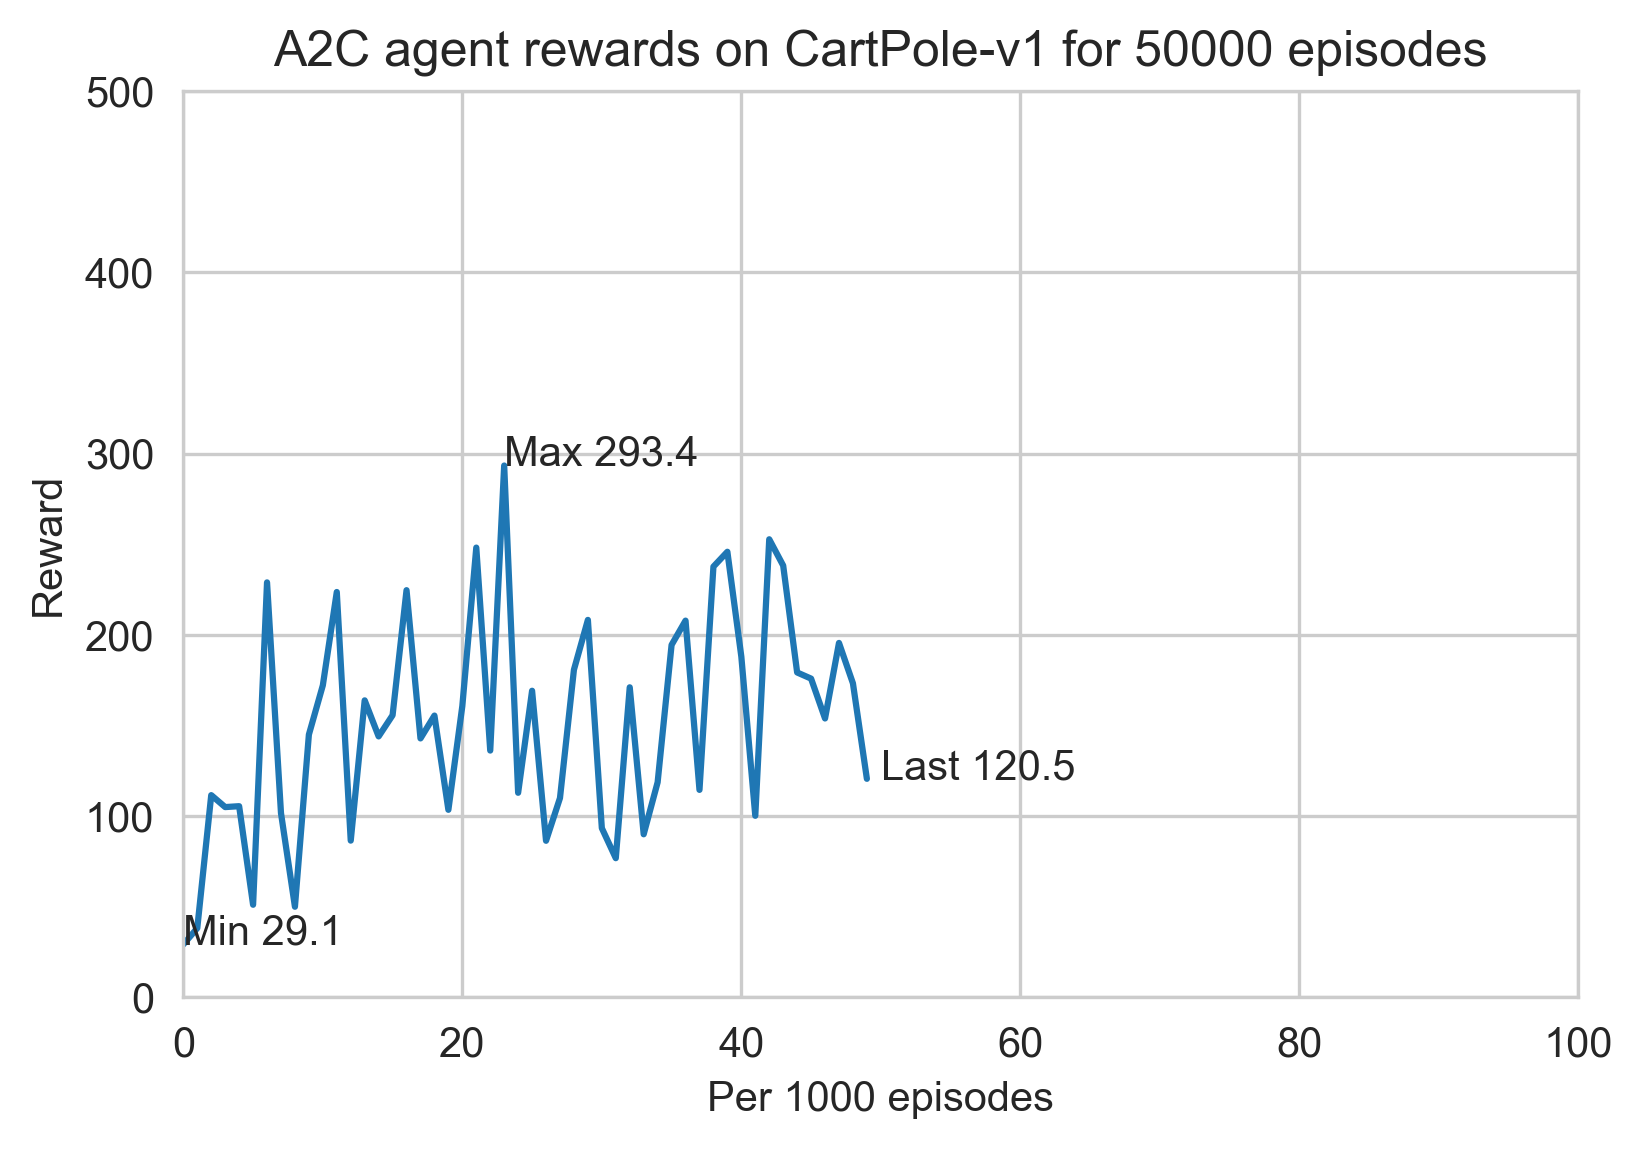 A2C agent rewards on CartPole-v1 for 50000 episodes
500
400
300
200
100
0
Reward
Max 293.4
Last 120.5
Min 29.1
0 20 40 60 80 100
Per 1000 episodes